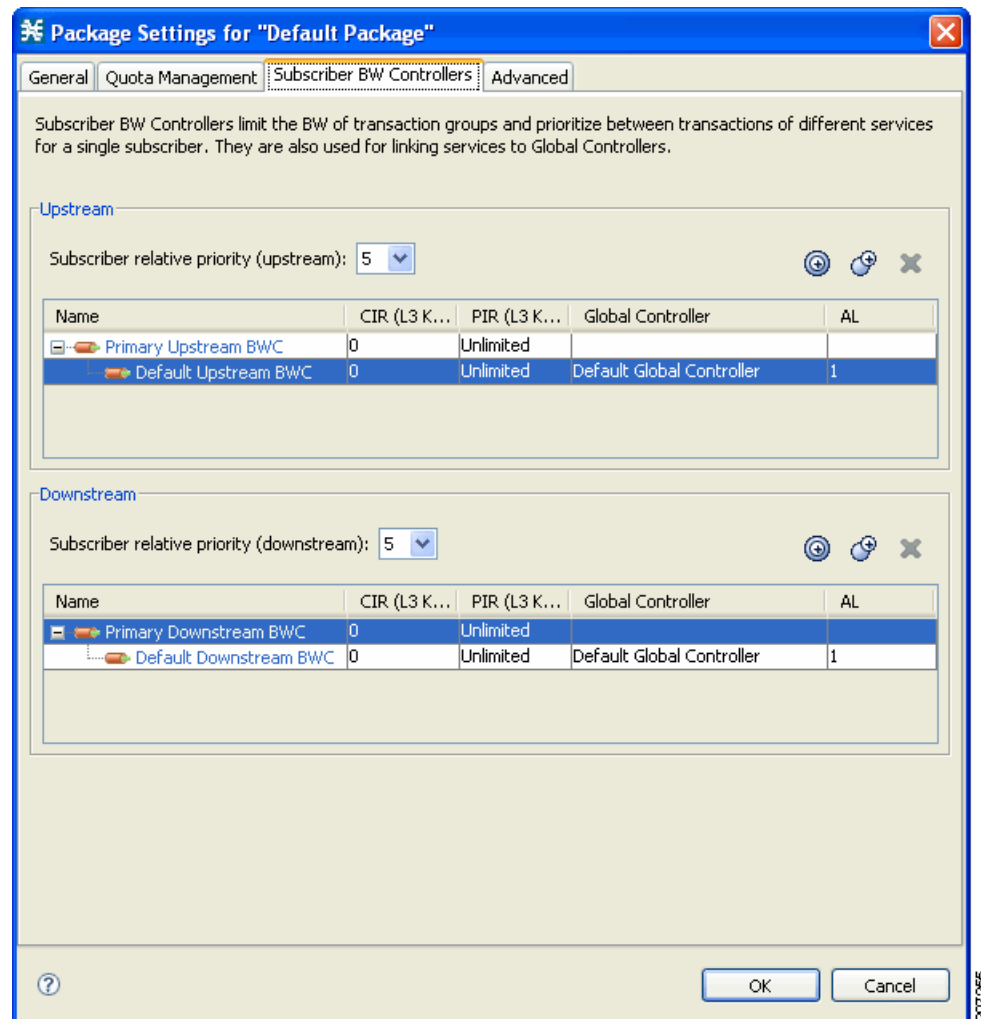 Package Settings for "Default Package"
General Quota Management Subscriber BW Controllers Advanced
Subscriber BW Controllers limit the BW of transaction groups and prioritize between transactions of different services
for a single subscriber. They are also used for linking services to Global Controllers.
Upstream
Subscriber relative priority (upstream): 5
Name CIR (L3 K... PIR (L3 K... Global Controller AL
Primary Upstream BWC 0 Unlimited
Default Upstream BWC 0 Unlimited Default Global Controller 1
Downstream
Subscriber relative priority (downstream): 5
Name CIR (L3 K... PIR (L3 K... Global Controller AL
Primary Downstream BWC 0 Unlimited
Default Downstream BWC 0 Unlimited Default Global Controller 1
? OK Cancel